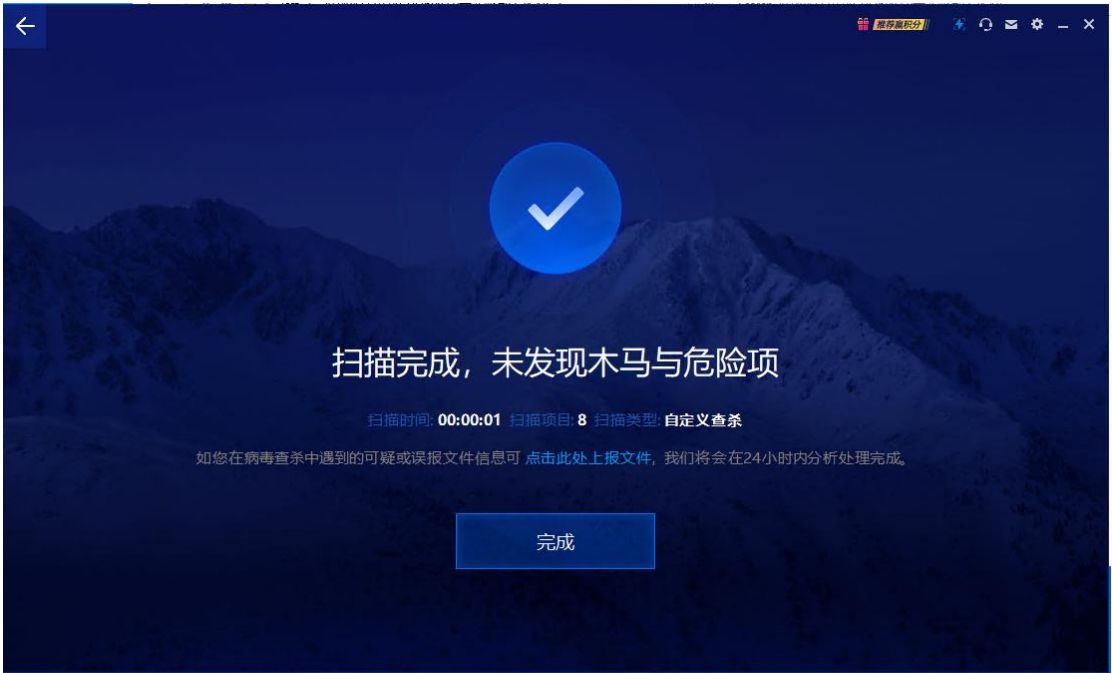 推荐赢积分
扫描完成，未发现木马与危险项
扫描时间: 00:00:01 扫描项目: 8 扫描类型: 自定义查杀
如您在病毒查杀中遇到的可疑或误报文件信息可 点击此处上报文件，我们将会在24小时内分析处理完成。
完成